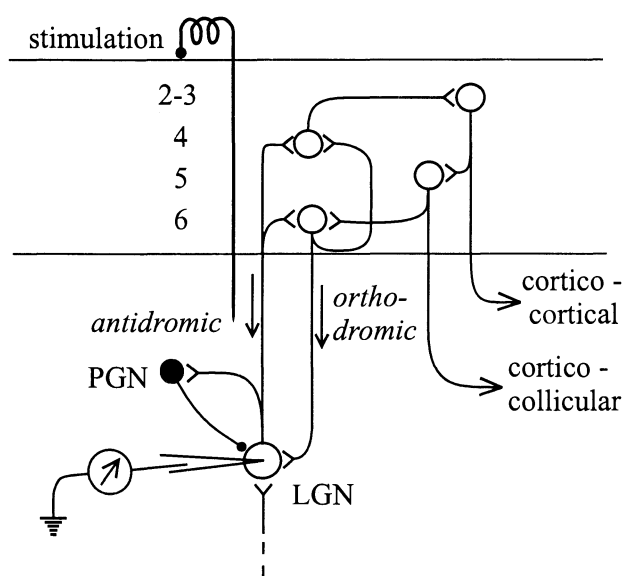 stimulation
2-3
4
5
6
antidromic
ortho-
dromic
cortico -
cortical
PGN
cortico -
collicular
LGN